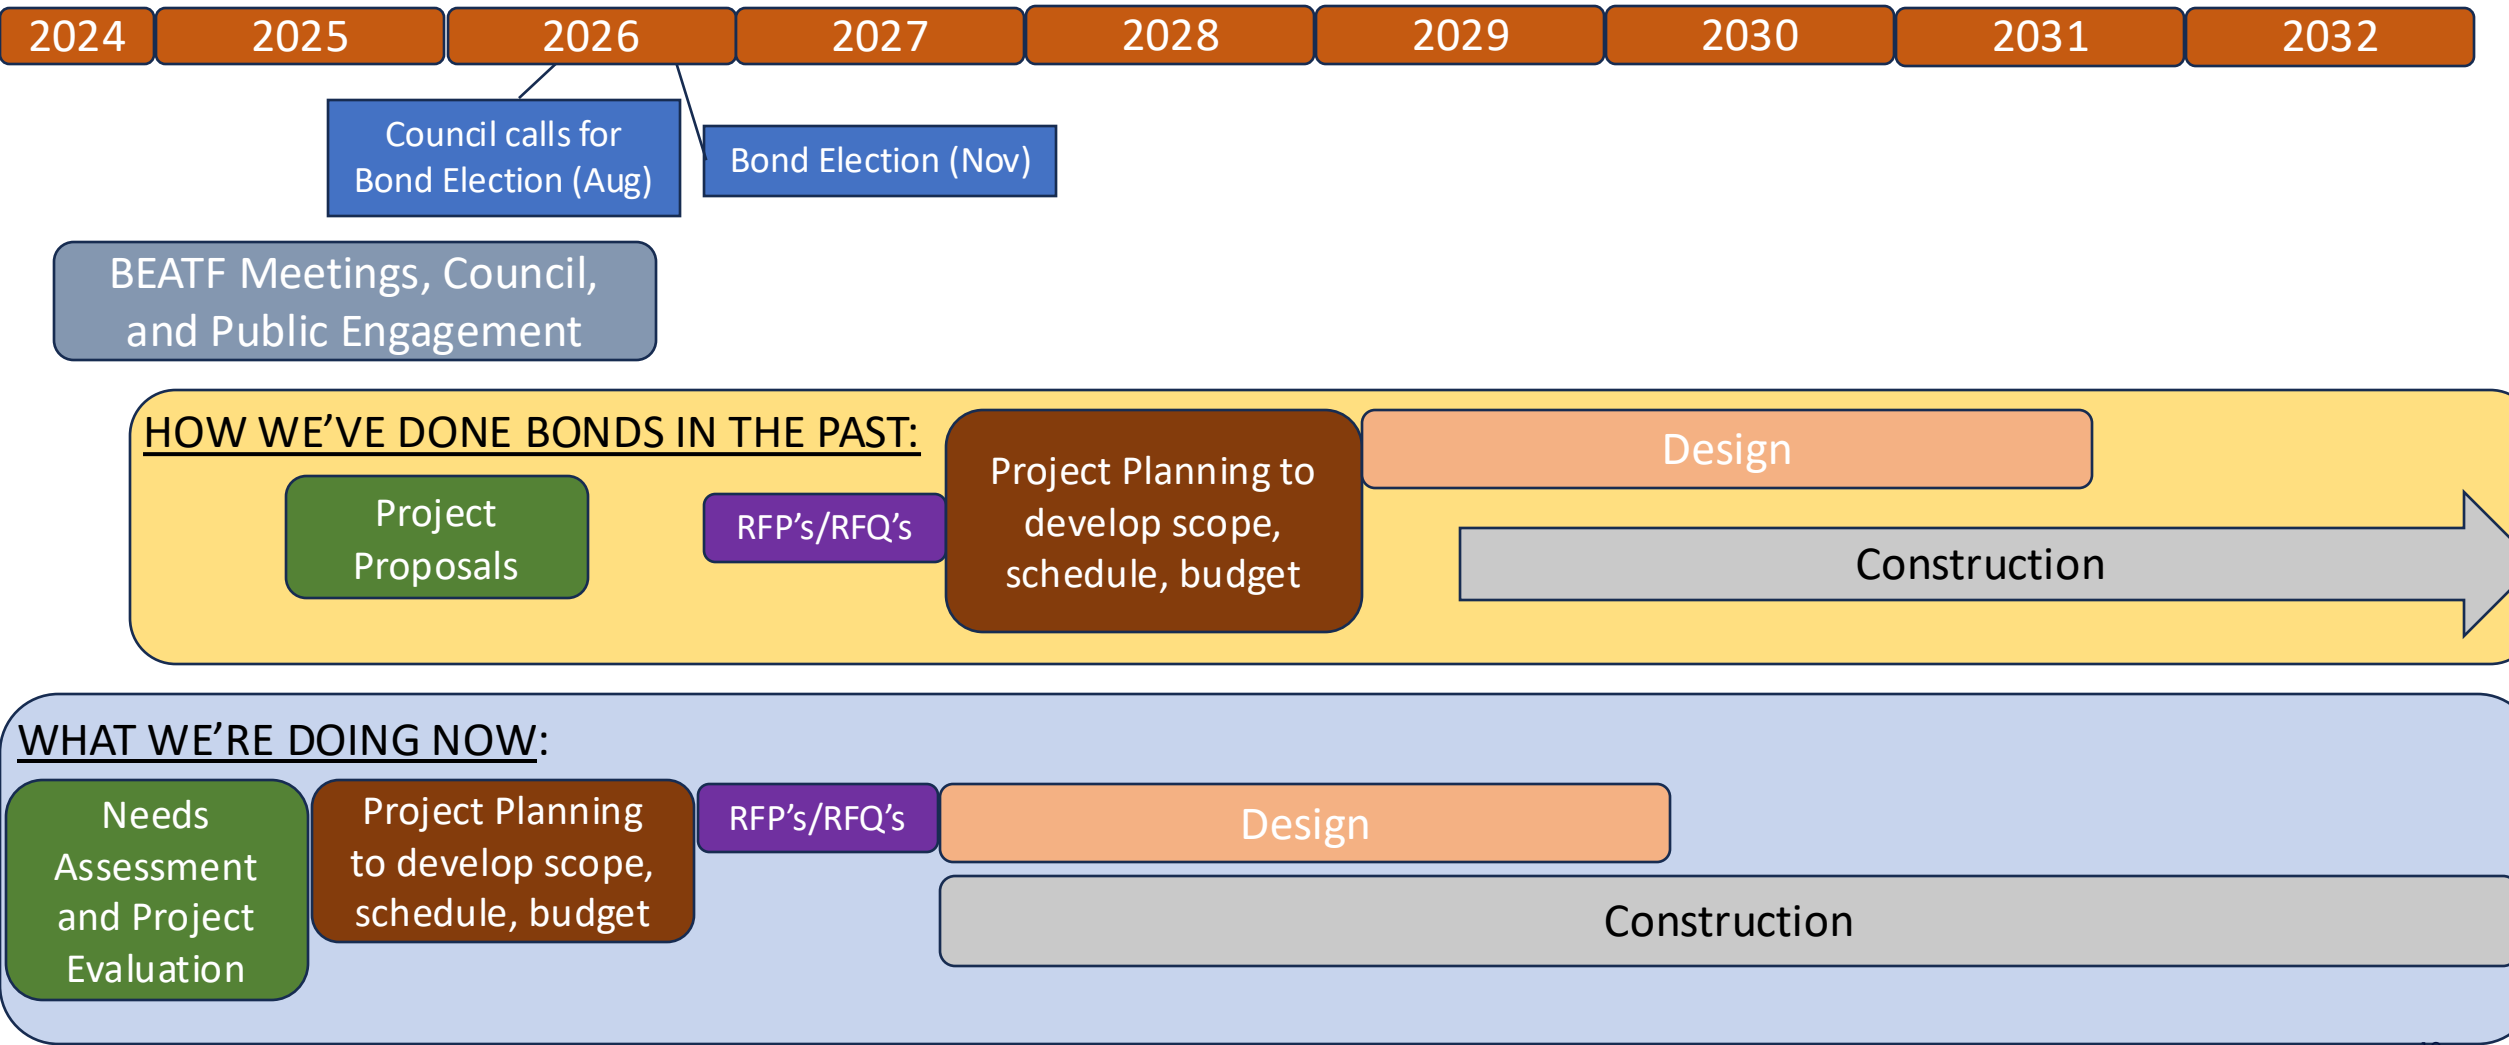 2024 2025 2026 2027 2028 2029 2030 2031 2032
Council calls for
Bond Election (Aug)
Bond Election (Nov)
BEATF Meetings, Council,
and Public Engagement
HOW WE’VE DONE BONDS IN THE PAST:
Project
Proposals
RFP’s/RFQ’s
Project Planning to
develop scope,
schedule, budget
Design
Construction
WHAT WE’RE DOING NOW:
Needs
Assessment
and Project
Evaluation
Project Planning
to develop scope,
schedule, budget
RFP’s/RFQ’s
Design
Construction